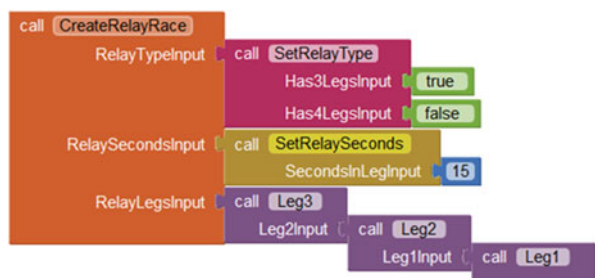 call CreateRelayRace
RelayTypeInput call SetRelayType
Has3LegsInput true
Has4LegsInput false
RelaySecondsInput call SetRelaySeconds
SecondsInLegInput 15
RelayLegsInput call Leg3
Leg2Input call Leg2
Leg1Input call Leg1